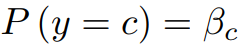 P (y = c) = β_c